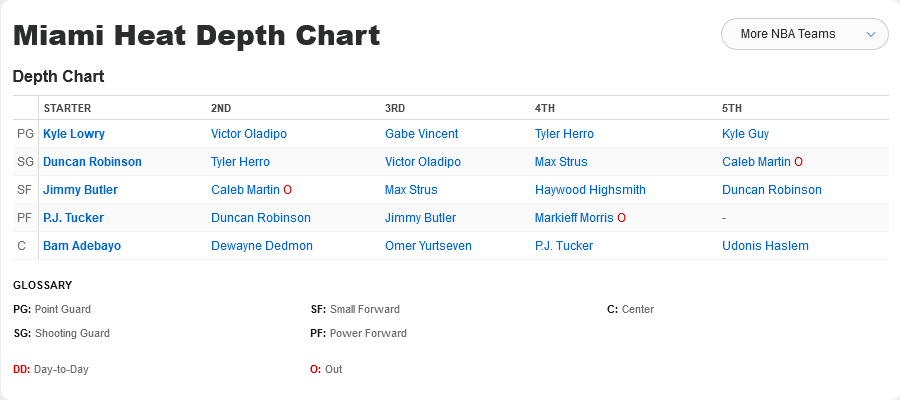 Miami Heat Depth Chart
More NBA Teams
Depth Chart
STARTER 2ND 3RD 4TH 5TH
PG Kyle Lowry Victor Oladipo Gabe Vincent Tyler Herro Kyle Guy
SG Duncan Robinson Tyler Herro Victor Oladipo Max Strus Caleb Martin O
SF Jimmy Butler Caleb Martin O Max Strus Haywood Highsmith Duncan Robinson
PF P.J. Tucker Duncan Robinson Jimmy Butler Markieff Morris O -
C Bam Adebayo Dewayne Dedmon Omer Yurtseven P.J. Tucker Udonis Haslem
GLOSSARY
PG: Point Guard SF: Small Forward C: Center
SG: Shooting Guard PF: Power Forward
DD: Day-to-Day O: Out